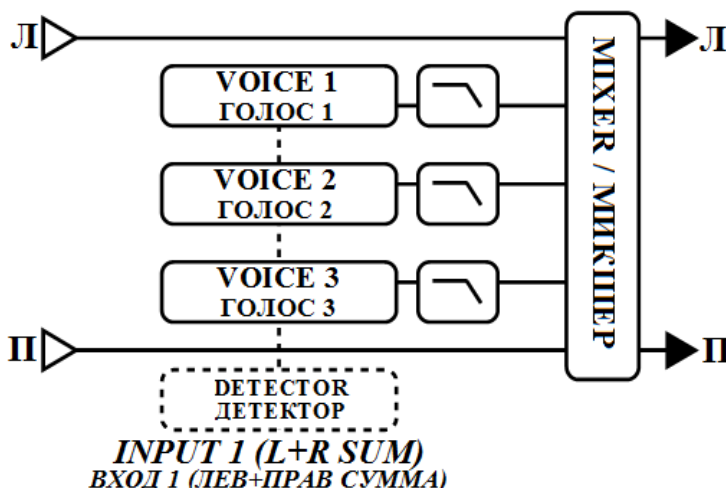 Л
Л
VOICE 1
ГОЛОС 1
VOICE 2
ГОЛОС 2
VOICE 3
ГОЛОС 3
MIXER / МИКШЕР
П
П
DETECTOR
ДЕТЕКТОР
INPUT 1 (L+R SUM)
ВХОД 1 (ЛЕВ+ПРАВ СУММА)